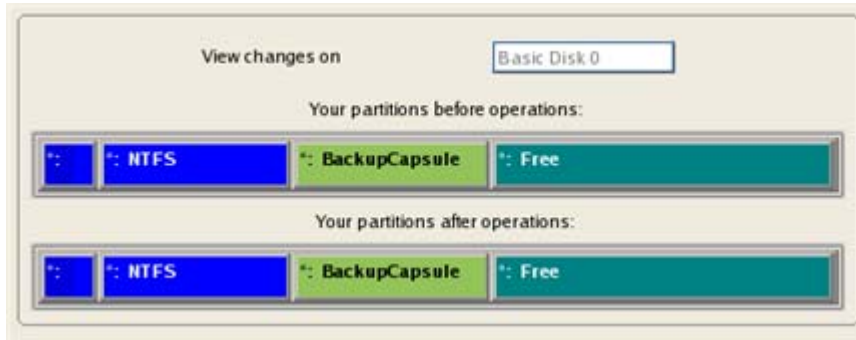 View changes on Basic Disk 0
Your partitions before operations:
*: *: NTFS *: BackupCapsule *: Free
Your partitions after operations:
*: *: NTFS *: BackupCapsule *: Free